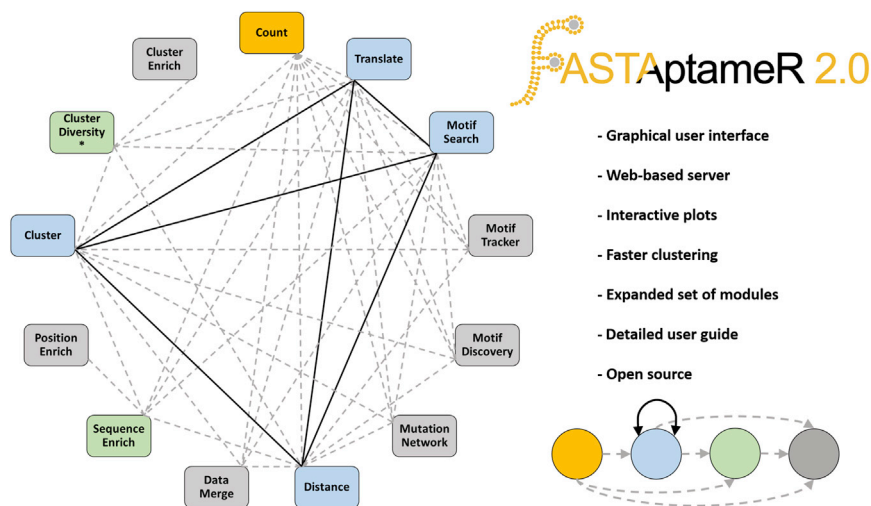 Count
Cluster
Enrich
Translate
Cluster
Diversity
*
Motif
Search
Cluster
Motif
Tracker
Position
Enrich
Motif
Discovery
Sequence
Enrich
Mutation
Network
Data
Merge
Distance
FASTAptameR 2.0
- Graphical user interface
- Web-based server
- Interactive plots
- Faster clustering
- Expanded set of modules
- Detailed user guide
- Open source